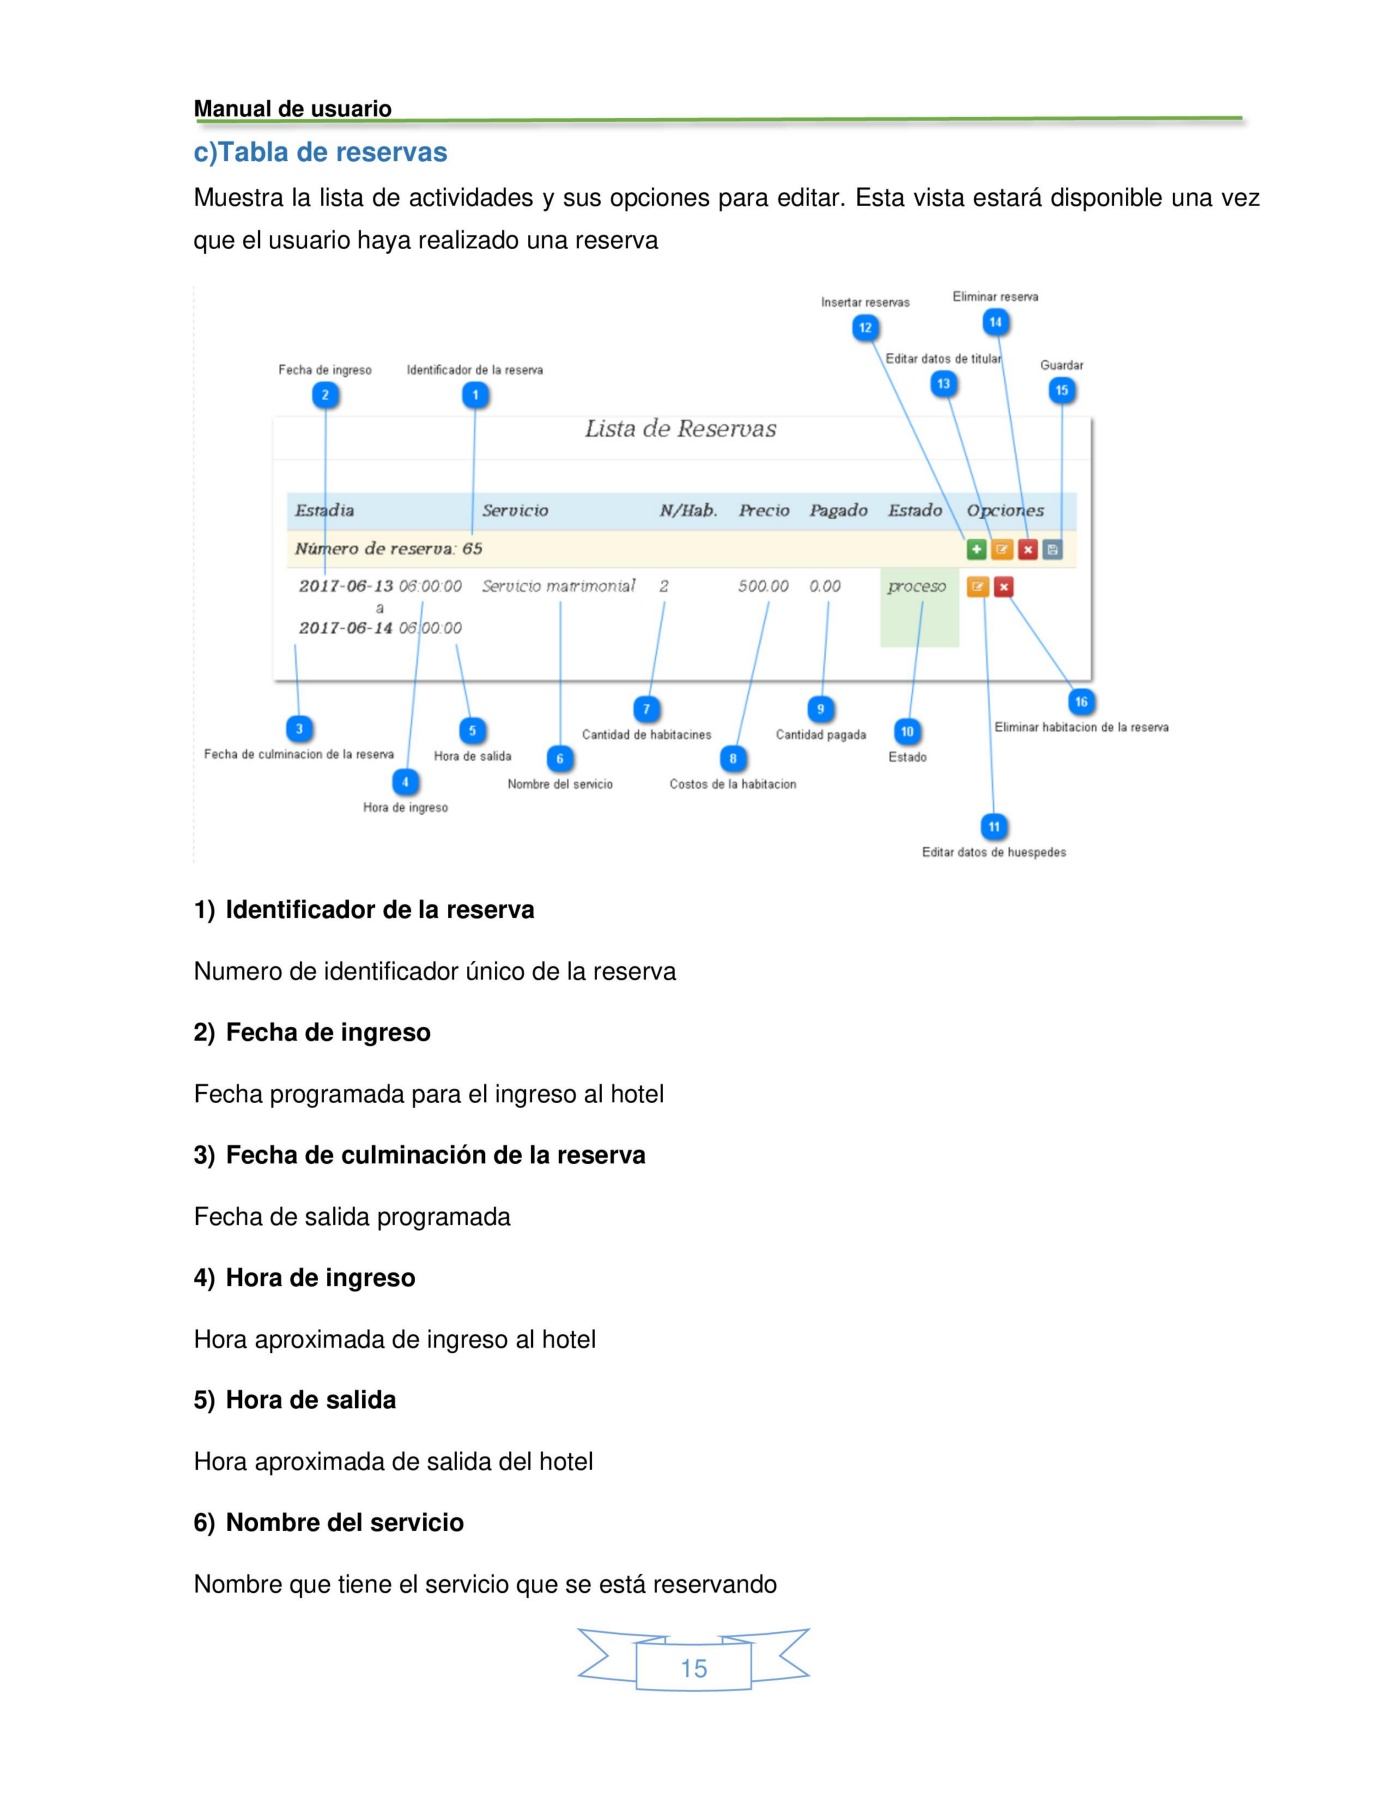 Manual de usuario
c)Tabla de reservas
Muestra la lista de actividades y sus opciones para editar. Esta vista estará disponible una vez
que el usuario haya realizado una reserva
Insertar reservas
Eliminar reserva
12
14
Editar datos de titular
Guardar
Fecha de ingreso
Identificador de la reserva
13
15
2
1
Lista de Reservas
Estadia Servicio N/Hab. Precio Pagado Estado Opciones
Número de reserva: 65
2017-06-13 06:00:00 Servicio matrimonial 2 500.00 0.00 proceso
a
2017-06-14 06:00:00
16
7
9
3
5
10
Eliminar habitacion de la reserva
Cantidad de habitacines
Cantidad pagada
Fecha de culminacion de la reserva
Hora de salida
6
8
Estado
4
Nombre del servicio
Costos de la habitacion
Hora de ingreso
11
Editar datos de huespedes
1) Identificador de la reserva
Numero de identificador único de la reserva
2) Fecha de ingreso
Fecha programada para el ingreso al hotel
3) Fecha de culminación de la reserva
Fecha de salida programada
4) Hora de ingreso
Hora aproximada de ingreso al hotel
5) Hora de salida
Hora aproximada de salida del hotel
6) Nombre del servicio
Nombre que tiene el servicio que se está reservando
15